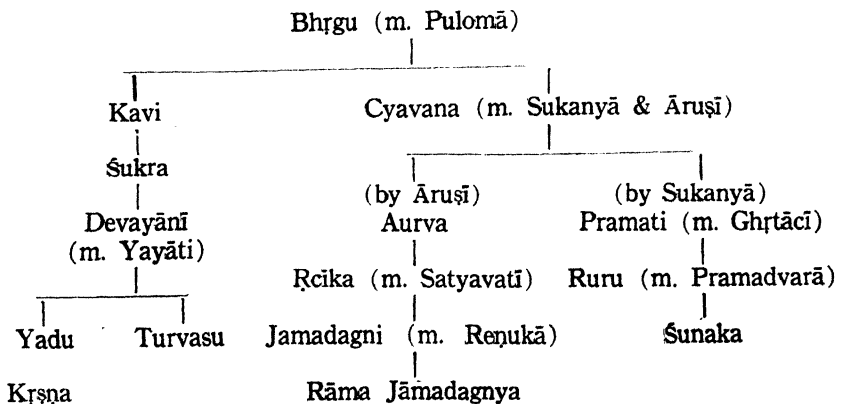 Bhṛgu (m. Pulomā)
Kavi Cyavana (m. Sukanyā & Āruṣī)
Śukra
(by Āruṣī) (by Sukanyā)
Devayānī Aurva Pramati (m. Ghṛtācī)
(m. Yayāti)
Ṛcīka (m. Satyavatī) Ruru (m. Pramadvarā)
Yadu Turvasu Jamadagni (m. Reṇukā) Śunaka
Kṛṣṇa Rāma Jāmadagnya